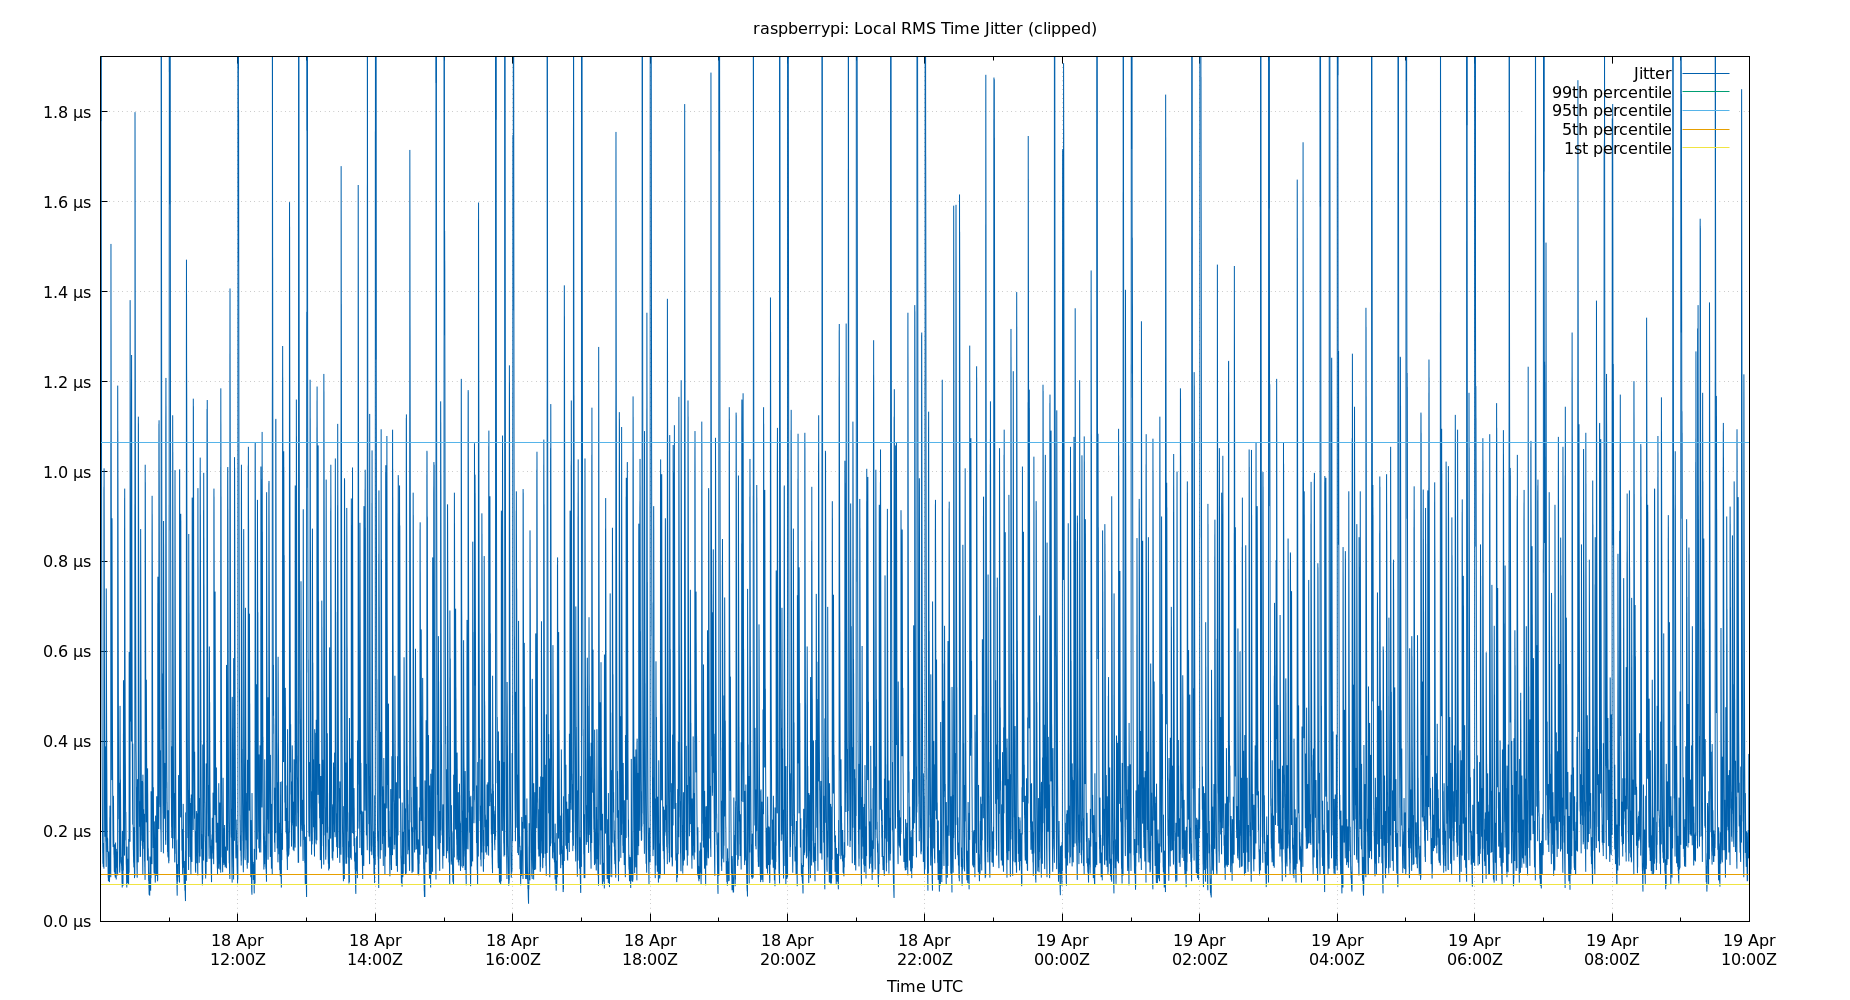 raspberrypi: Local RMS Time Jitter (clipped)
Jitter
99th percentile
95th percentile
5th percentile
1st percentile
1.8 µs
1.6 µs
1.4 µs
1.2 µs
1.0 µs
0.8 µs
0.6 µs
0.4 µs
0.2 µs
0.0 µs
18 Apr 18 Apr 18 Apr 18 Apr 18 Apr 18 Apr 19 Apr 19 Apr 19 Apr 19 Apr 19 Apr 19 Apr
12:00Z 14:00Z 16:00Z 18:00Z 20:00Z 22:00Z 00:00Z 02:00Z 04:00Z 06:00Z 08:00Z 10:00Z
Time UTC